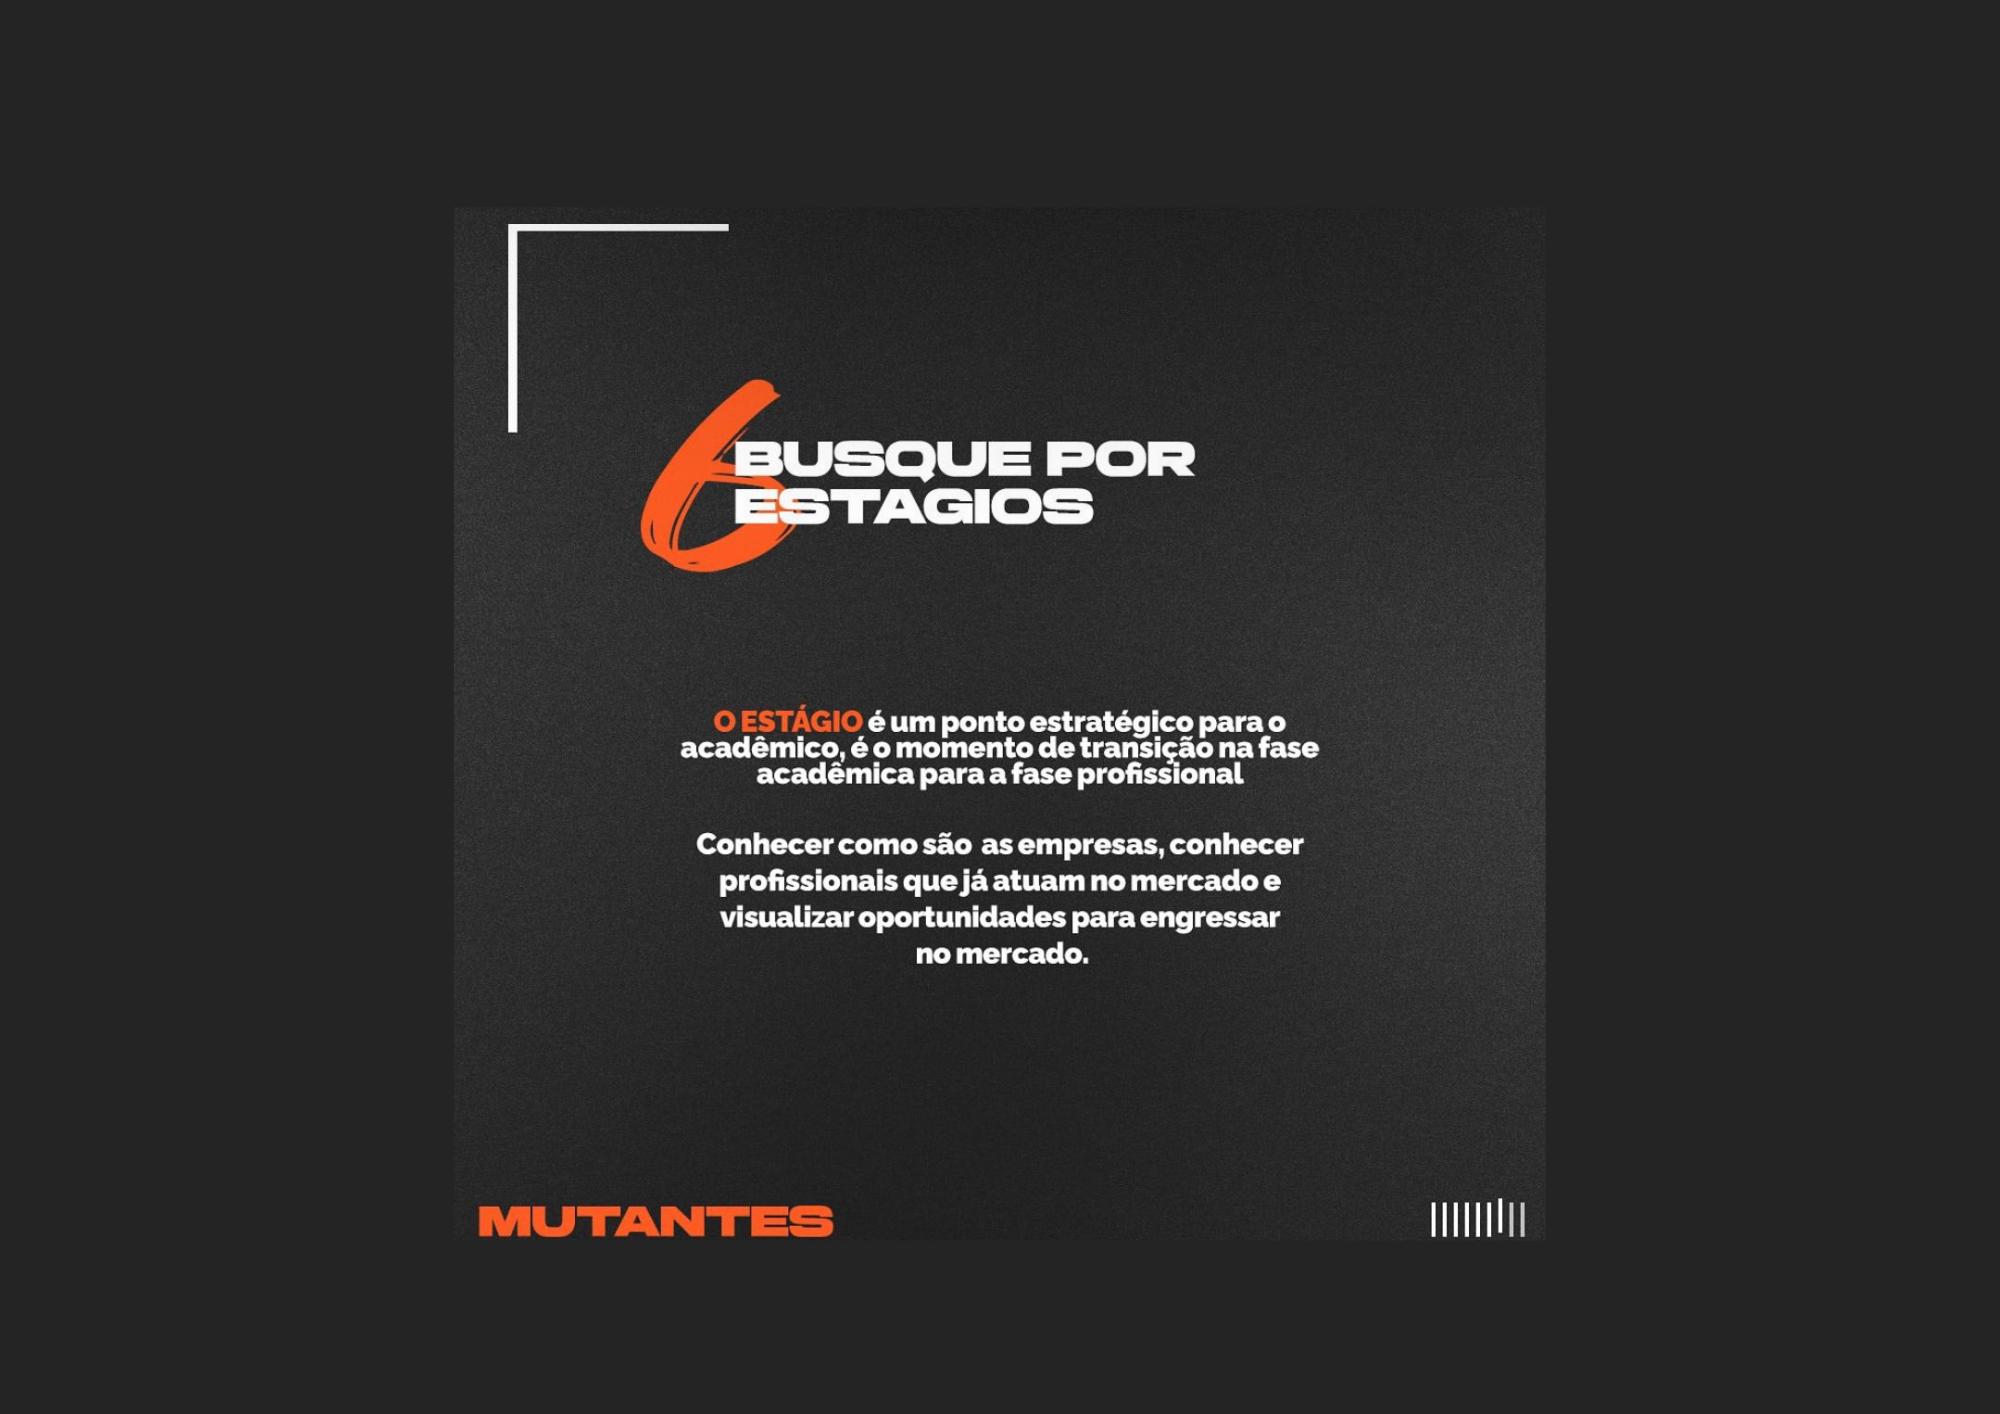 6
BUSQUE POR
ESTAGIOS
O ESTÁGIO é um ponto estratégico para o
acadêmico, é o momento de transição na fase
acadêmica para a fase profissional
Conhecer como são  as empresas, conhecer
profissionais que já atuam no mercado e
visualizar oportunidades para engressar
no mercado.
MUTANTES